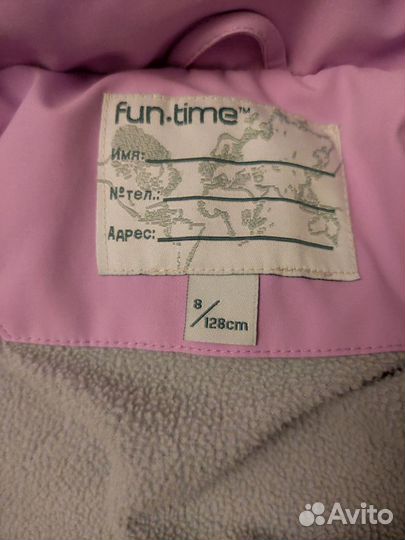 fun.time™
Имя:
№ тел.:
Адрес:
8/128cm
Avito